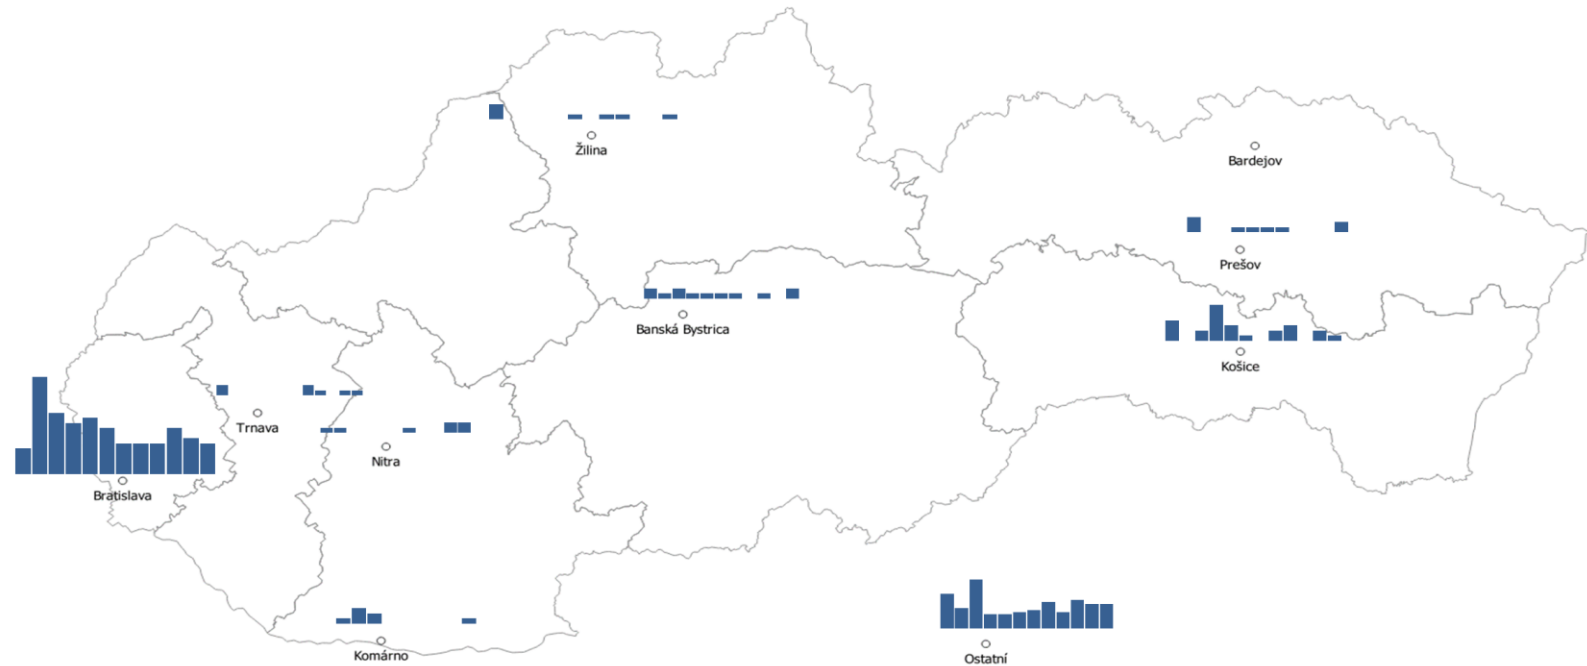 Žilina
Bardejov
Prešov
Banská Bystrica
Košice
Trnava
Nitra
Bratislava
Komárno
Ostatní